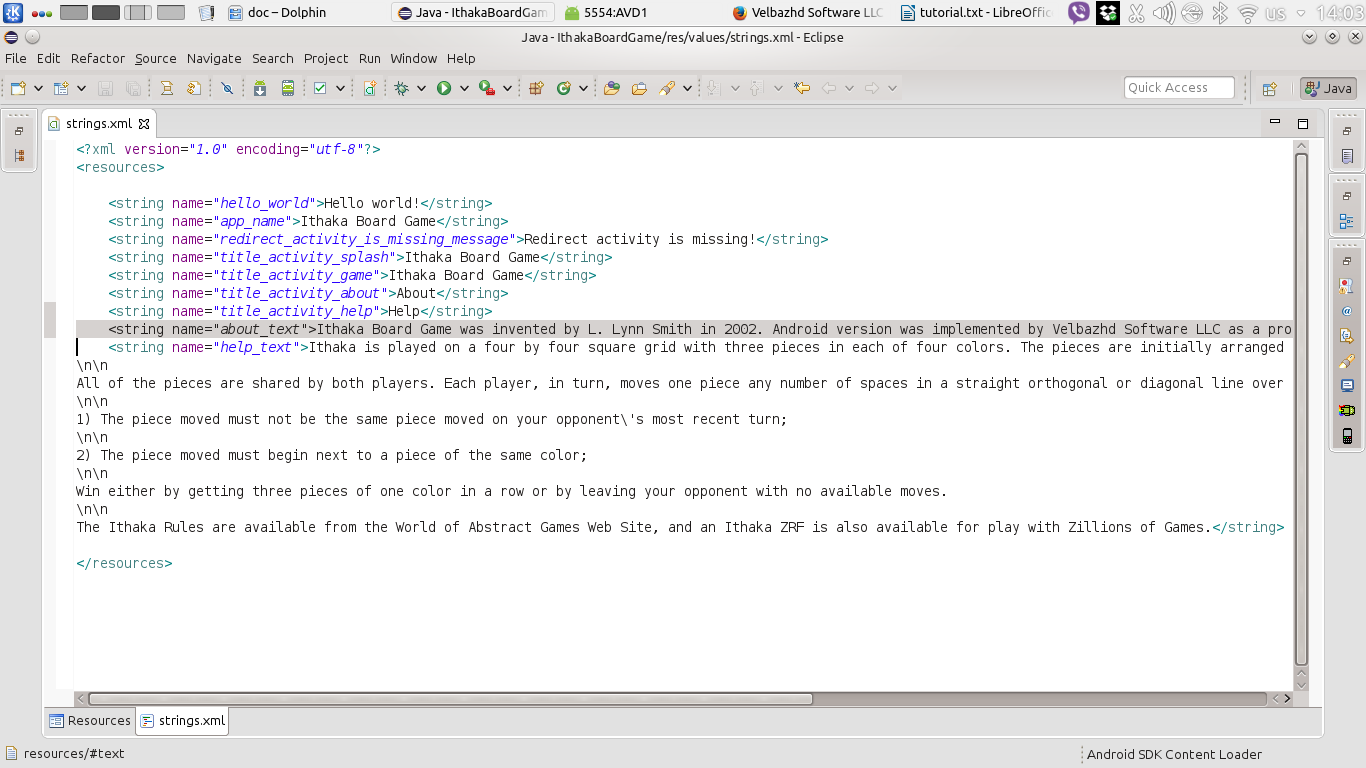 doc – Dolphin
Java - IthakaBoardGam
5554:AVD1
Velbazhd Software LLC
tutorial.txt - LibreOffic
us
14:03
Java - IthakaBoardGame/res/values/strings.xml - Eclipse
File Edit Refactor Source Navigate Search Project Run Window Help
Quick Access
Java
strings.xml
<?xml version="1.0" encoding="utf-8"?>
<resources>
<string name="hello_world">Hello world!</string>
<string name="app_name">Ithaka Board Game</string>
<string name="redirect_activity_is_missing_message">Redirect activity is missing!</string>
<string name="title_activity_splash">Ithaka Board Game</string>
<string name="title_activity_game">Ithaka Board Game</string>
<string name="title_activity_about">About</string>
<string name="title_activity_help">Help</string>
<string name="about_text">Ithaka Board Game was invented by L. Lynn Smith in 2002. Android version was implemented by Velbazhd Software LLC as a pro
<string name="help_text">Ithaka is played on a four by four square grid with three pieces in each of four colors. The pieces are initially arranged
\n\n
All of the pieces are shared by both players. Each player, in turn, moves one piece any number of spaces in a straight orthogonal or diagonal line over
\n\n
1) The piece moved must not be the same piece moved on your opponent\'s most recent turn;
\n\n
2) The piece moved must begin next to a piece of the same color;
\n\n
Win either by getting three pieces of one color in a row or by leaving your opponent with no available moves.
\n\n
The Ithaka Rules are available from the World of Abstract Games Web Site, and an Ithaka ZRF is also available for play with Zillions of Games.</string>
</resources>
Resources
strings.xml
resources/#text
Android SDK Content Loader